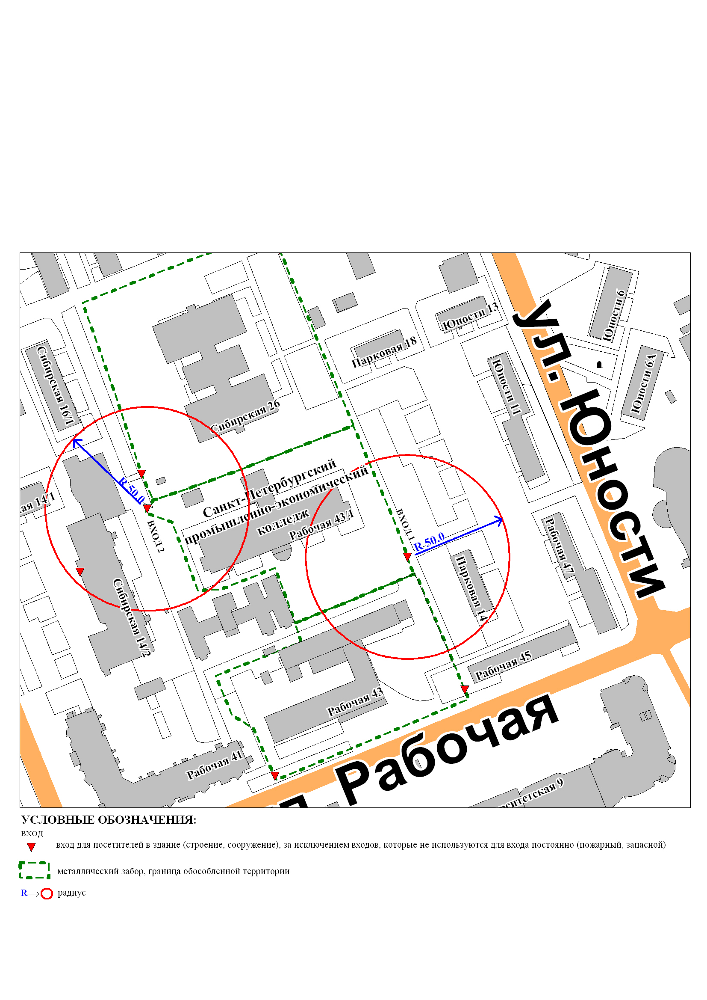 Юности 6
Юности 13
ул. Юности
Парковая 18
Сибирская 16/1
Юности 11
Юности 6А
Сибирская 26
R 50.0
14/1
Санкт-Петербургский
промышленно-экономический
колледж
Рабочая 43/1
ВХОД 2
ВХОД 1
R 50.0
Рабочая 47
Парковая 14
Сибирская 14/2
Рабочая 45
Рабочая 43
Рабочая 41
Рабочая
9
УСЛОВНЫЕ ОБОЗНАЧЕНИЯ:
ВХОД
вход для посетителей в здание (строение, сооружение), за исключением входов, которые не используются для входа постоянно (пожарный, запасной)
металлический забор, граница обособленной территории
R
радиус